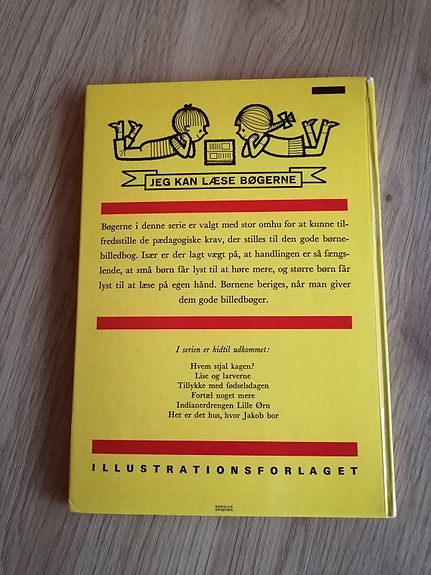 JEG KAN LÆSE BØGERNE
Bøgerne i denne serie er valgt med stor omhu for at kunne til-
fredsstille de pædagogiske krav, der stilles til den gode børne-
billedbog. Især er der lagt vægt på, at handlingen er så fængs-
lende, at små børn får lyst til at høre mere, og større børn får
lyst til at læse på egen hånd. Børnene beriges, når man giver
dem gode billedbøger.
I serien er hidtil udkommet:
Hvem stjal kagen?
Lise og larverne
Tillykke med fødselsdagen
Fortæl noget mere
Indianerdrengen Lille Ørn
Her er det hus, hvor Jakob bor
ILLUSTRATIONSFORLAGET